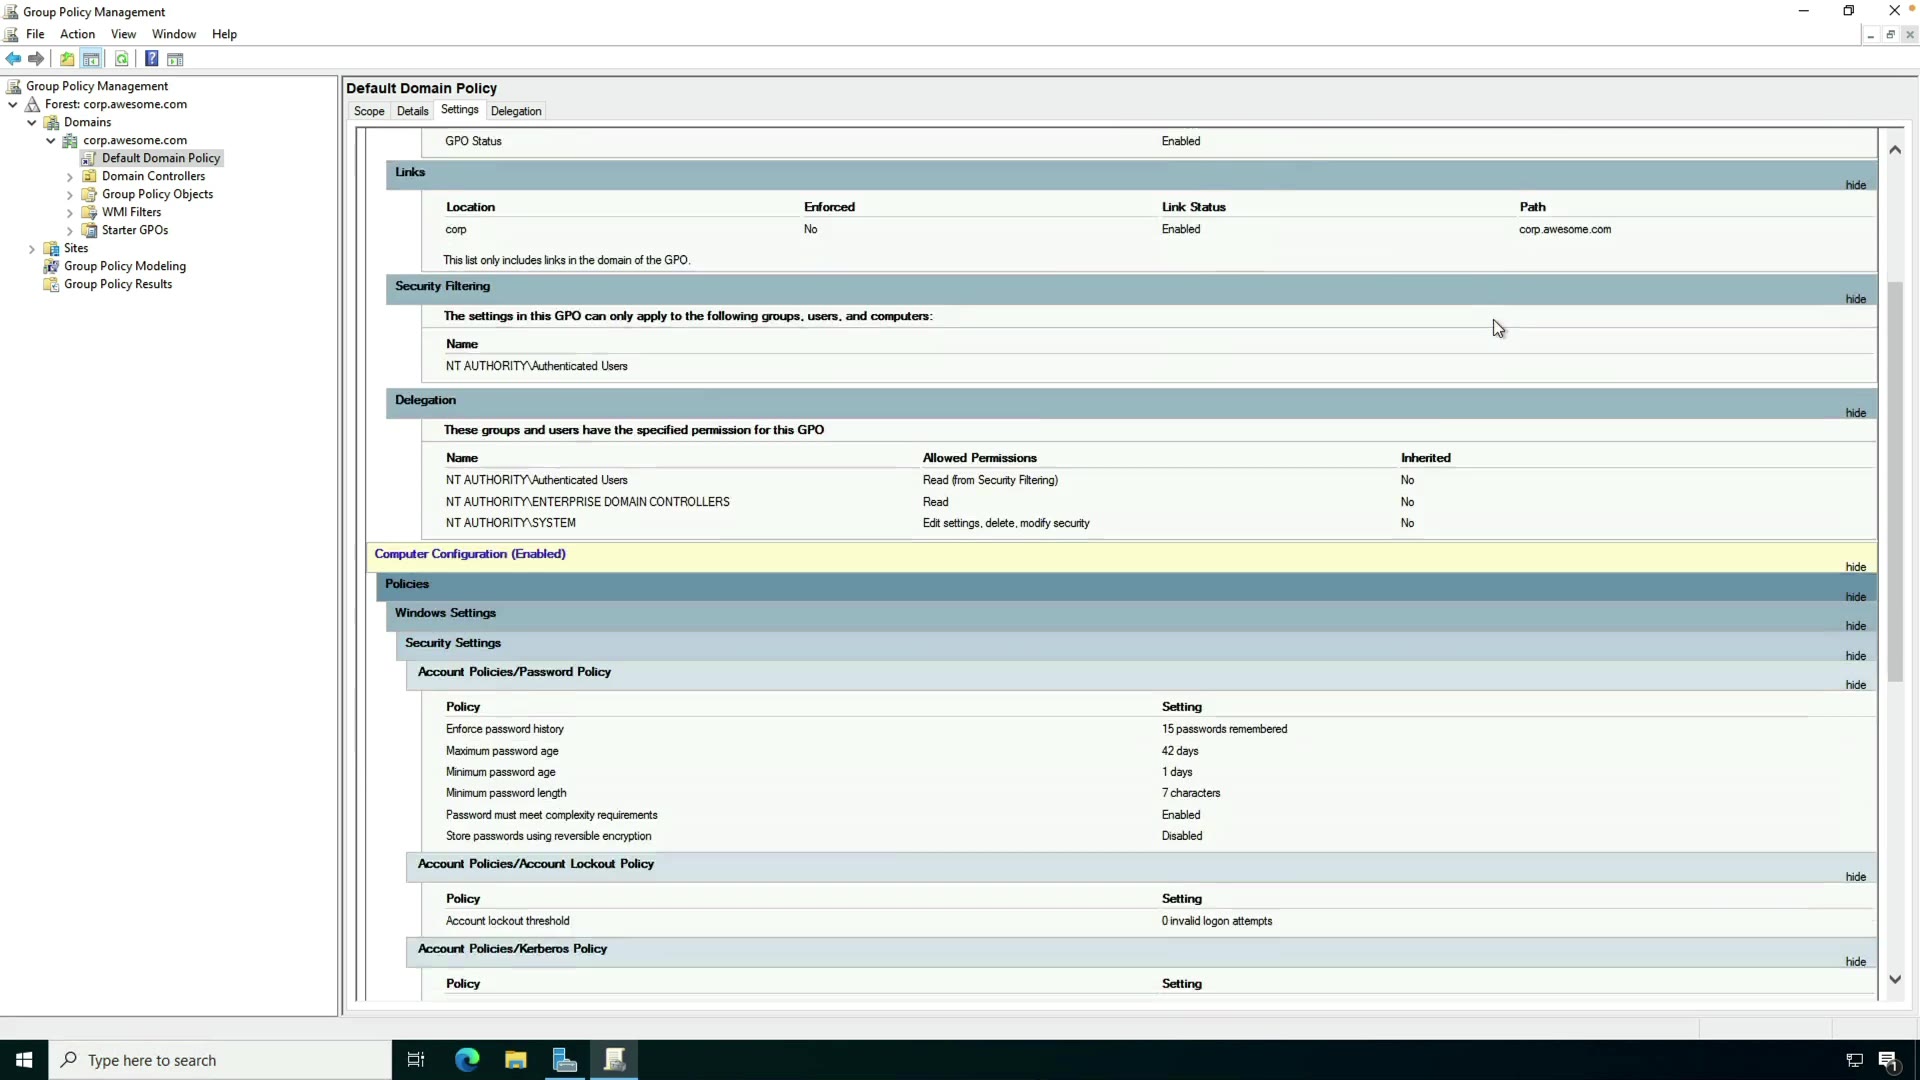 Group Policy Management
File Action View Window Help
Group Policy Management
Forest: corp.awesome.com
Domains
corp.awesome.com
Default Domain Policy
Domain Controllers
Group Policy Objects
WMI Filters
Starter GPOs
Sites
Group Policy Modeling
Group Policy Results
Default Domain Policy
Scope Details Settings Delegation
GPO Status Enabled
Links hide
Location Enforced Link Status Path
corp No Enabled corp.awesome.com
This list only includes links in the domain of the GPO.
Security Filtering hide
The settings in this GPO can only apply to the following groups, users, and computers:
Name
NT AUTHORITY\Authenticated Users
Delegation hide
These groups and users have the specified permission for this GPO
Name Allowed Permissions Inherited
NT AUTHORITY\Authenticated Users Read (from Security Filtering) No
NT AUTHORITY\ENTERPRISE DOMAIN CONTROLLERS Read No
NT AUTHORITY\SYSTEM Edit settings, delete, modify security No
Computer Configuration (Enabled) hide
Policies hide
Windows Settings hide
Security Settings hide
Account Policies/Password Policy hide
Policy Setting
Enforce password history 15 passwords remembered
Maximum password age 42 days
Minimum password age 1 days
Minimum password length 7 characters
Password must meet complexity requirements Enabled
Store passwords using reversible encryption Disabled
Account Policies/Account Lockout Policy hide
Policy Setting
Account lockout threshold 0 invalid logon attempts
Account Policies/Kerberos Policy hide
Policy Setting
Type here to search
1